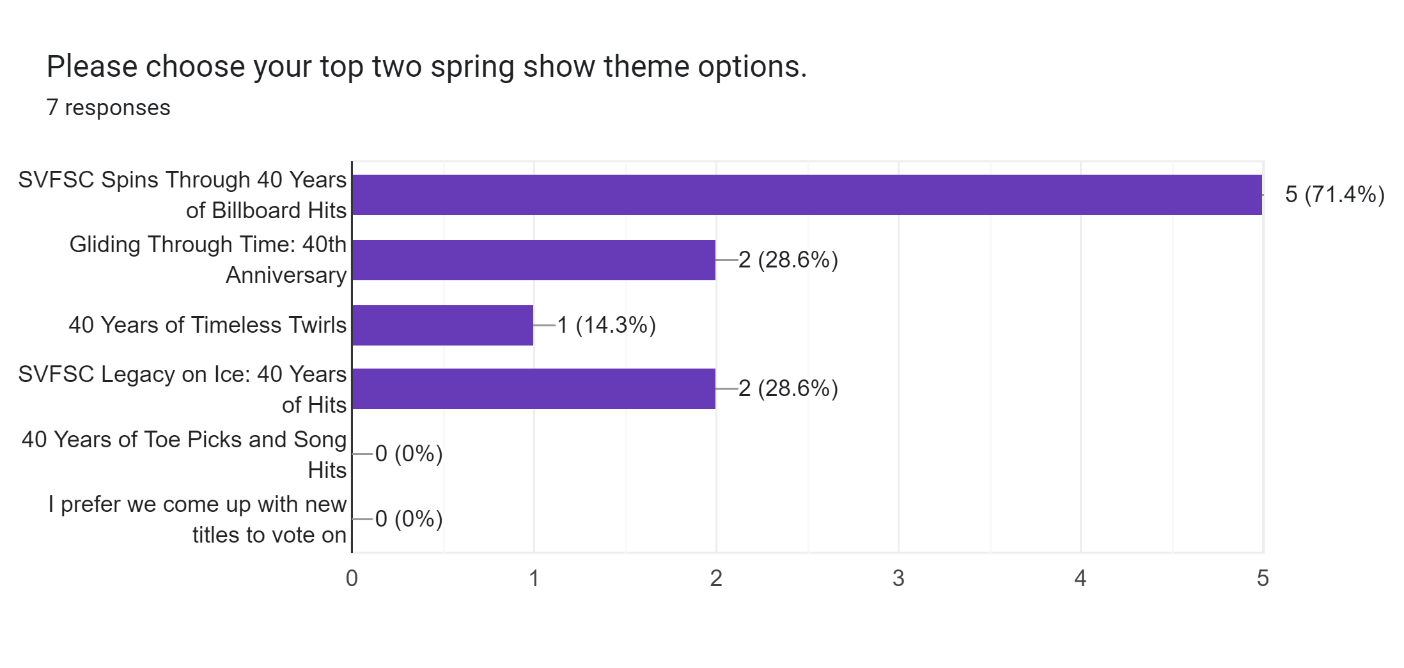 Please choose your top two spring show theme options.
7 responses
SVFSC Spins Through 40 Years
of Billboard Hits
5 (71.4%)
Gliding Through Time: 40th
Anniversary
2 (28.6%)
40 Years of Timeless Twirls
1 (14.3%)
SVFSC Legacy on Ice: 40 Years
of Hits
2 (28.6%)
40 Years of Toe Picks and Song
Hits
0 (0%)
I prefer we come up with new
titles to vote on
0 (0%)
0 1 2 3 4 5